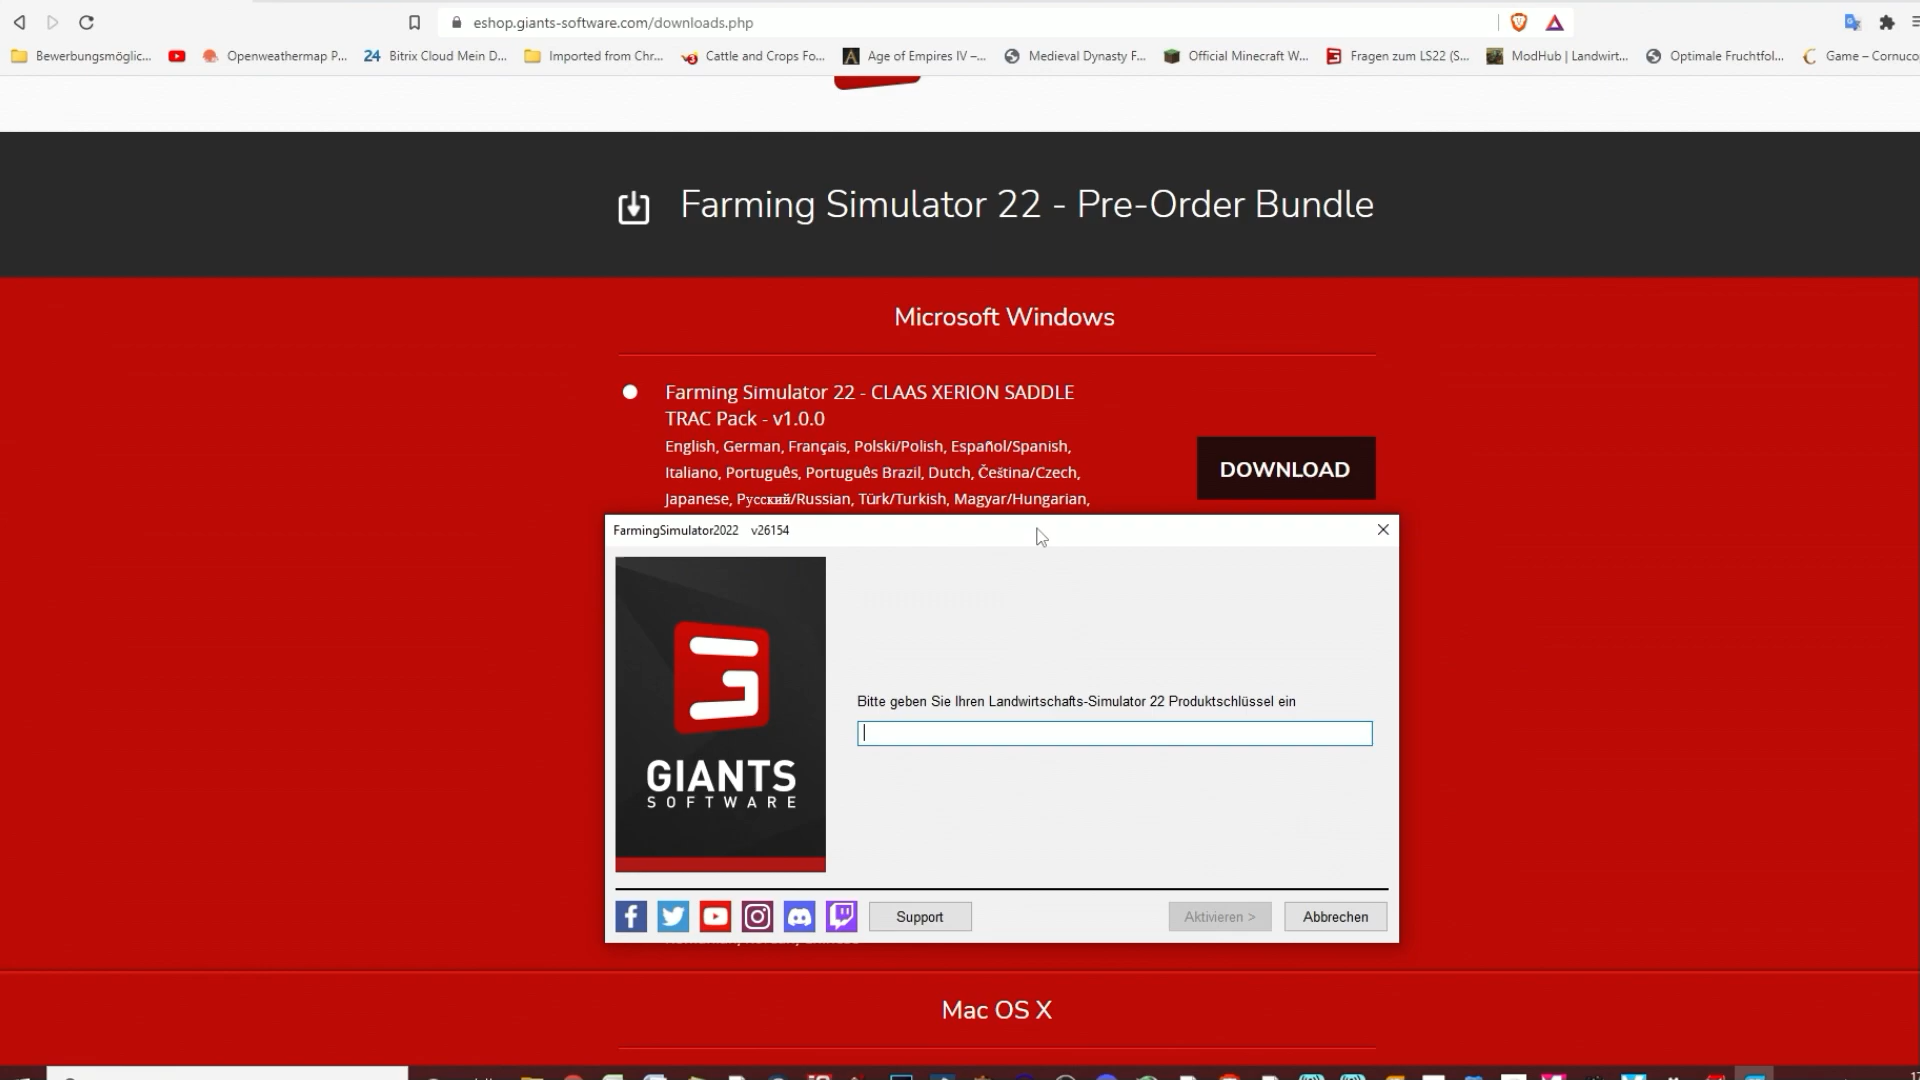 eshop.giants-software.com/downloads.php
Bewerbungsmöglic...
Openweathermap P...
24 Bitrix Cloud Mein D...
Imported from Chr...
Cattle and Crops Fo...
Age of Empires IV –...
Medieval Dynasty F...
Official Minecraft W...
Fragen zum LS22 (S...
ModHub | Landwirt...
Optimale Fruchtfol...
Game – Cornuco
Farming Simulator 22 - Pre-Order Bundle
Microsoft Windows
Farming Simulator 22 - CLAAS XERION SADDLE
TRAC Pack - v1.0.0
English, German, Français, Polski/Polish, Español/Spanish,
Italiano, Português, Português Brazil, Dutch, Čeština/Czech,
Japanese, Русский/Russian, Türk/Turkish, Magyar/Hungarian,
DOWNLOAD
FarmingSimulator2022 v26154
GIANTS
SOFTWARE
Bitte geben Sie Ihren Landwirtschafts-Simulator 22 Produktschlüssel ein
Support
Aktivieren >
Abbrechen
Mac OS X